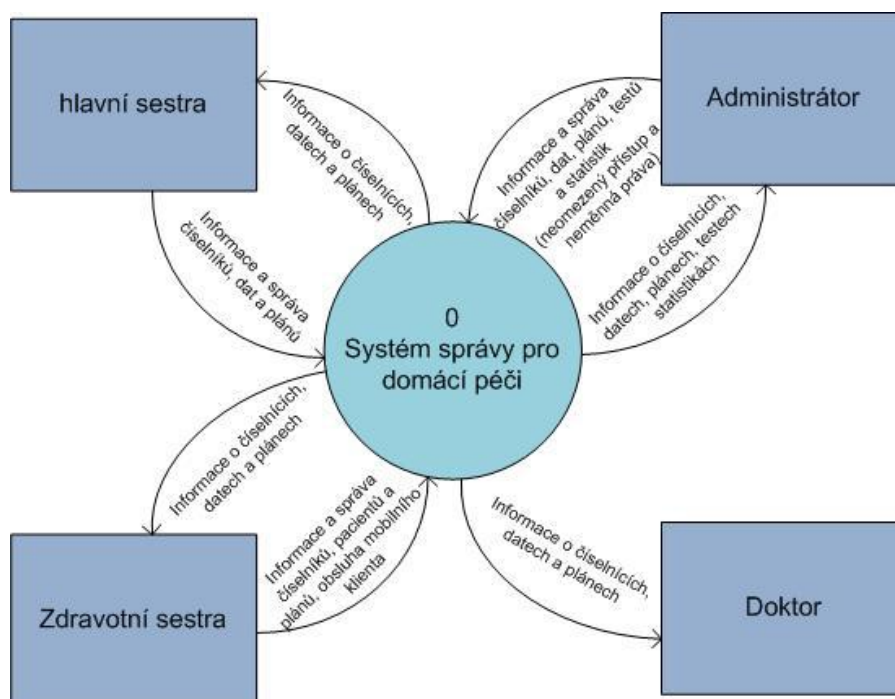 hlavní sestra
Informace o číselnících,
datech a plánech
Informace a správa
číselníků, dat, plánů, testů
a statistik
(neomezený přístup a
neměnná práva)
Administrátor
Informace a správa
číselníků, dat a plánů
Informace o číselnících,
datech, plánech, testech
statistikách
0
Systém správy pro
domácí péči
Informace o číselnících,
datech a plánech
Zdravotní sestra
Informace a správa
číselníků, pacientů a
plánů, obsluha mobilního
klienta
Informace o číselnících,
datech a plánech
Doktor